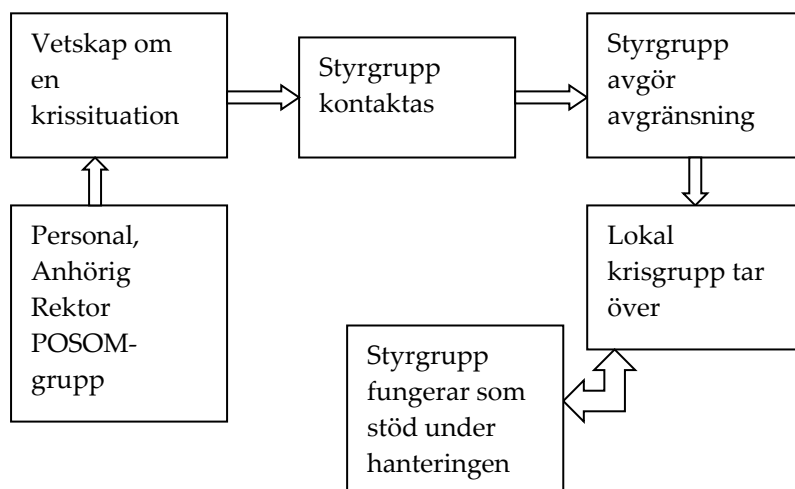 Vetskap om
en
krissituation
Styrgrupp
kontaktas
Styrgrupp
avgör
avgränsning
Personal,
Anhörig
Rektor
POSOM-
grupp
Lokal
krisgrupp tar
över
Styrgrupp
fungerar som
stöd under
hanteringen